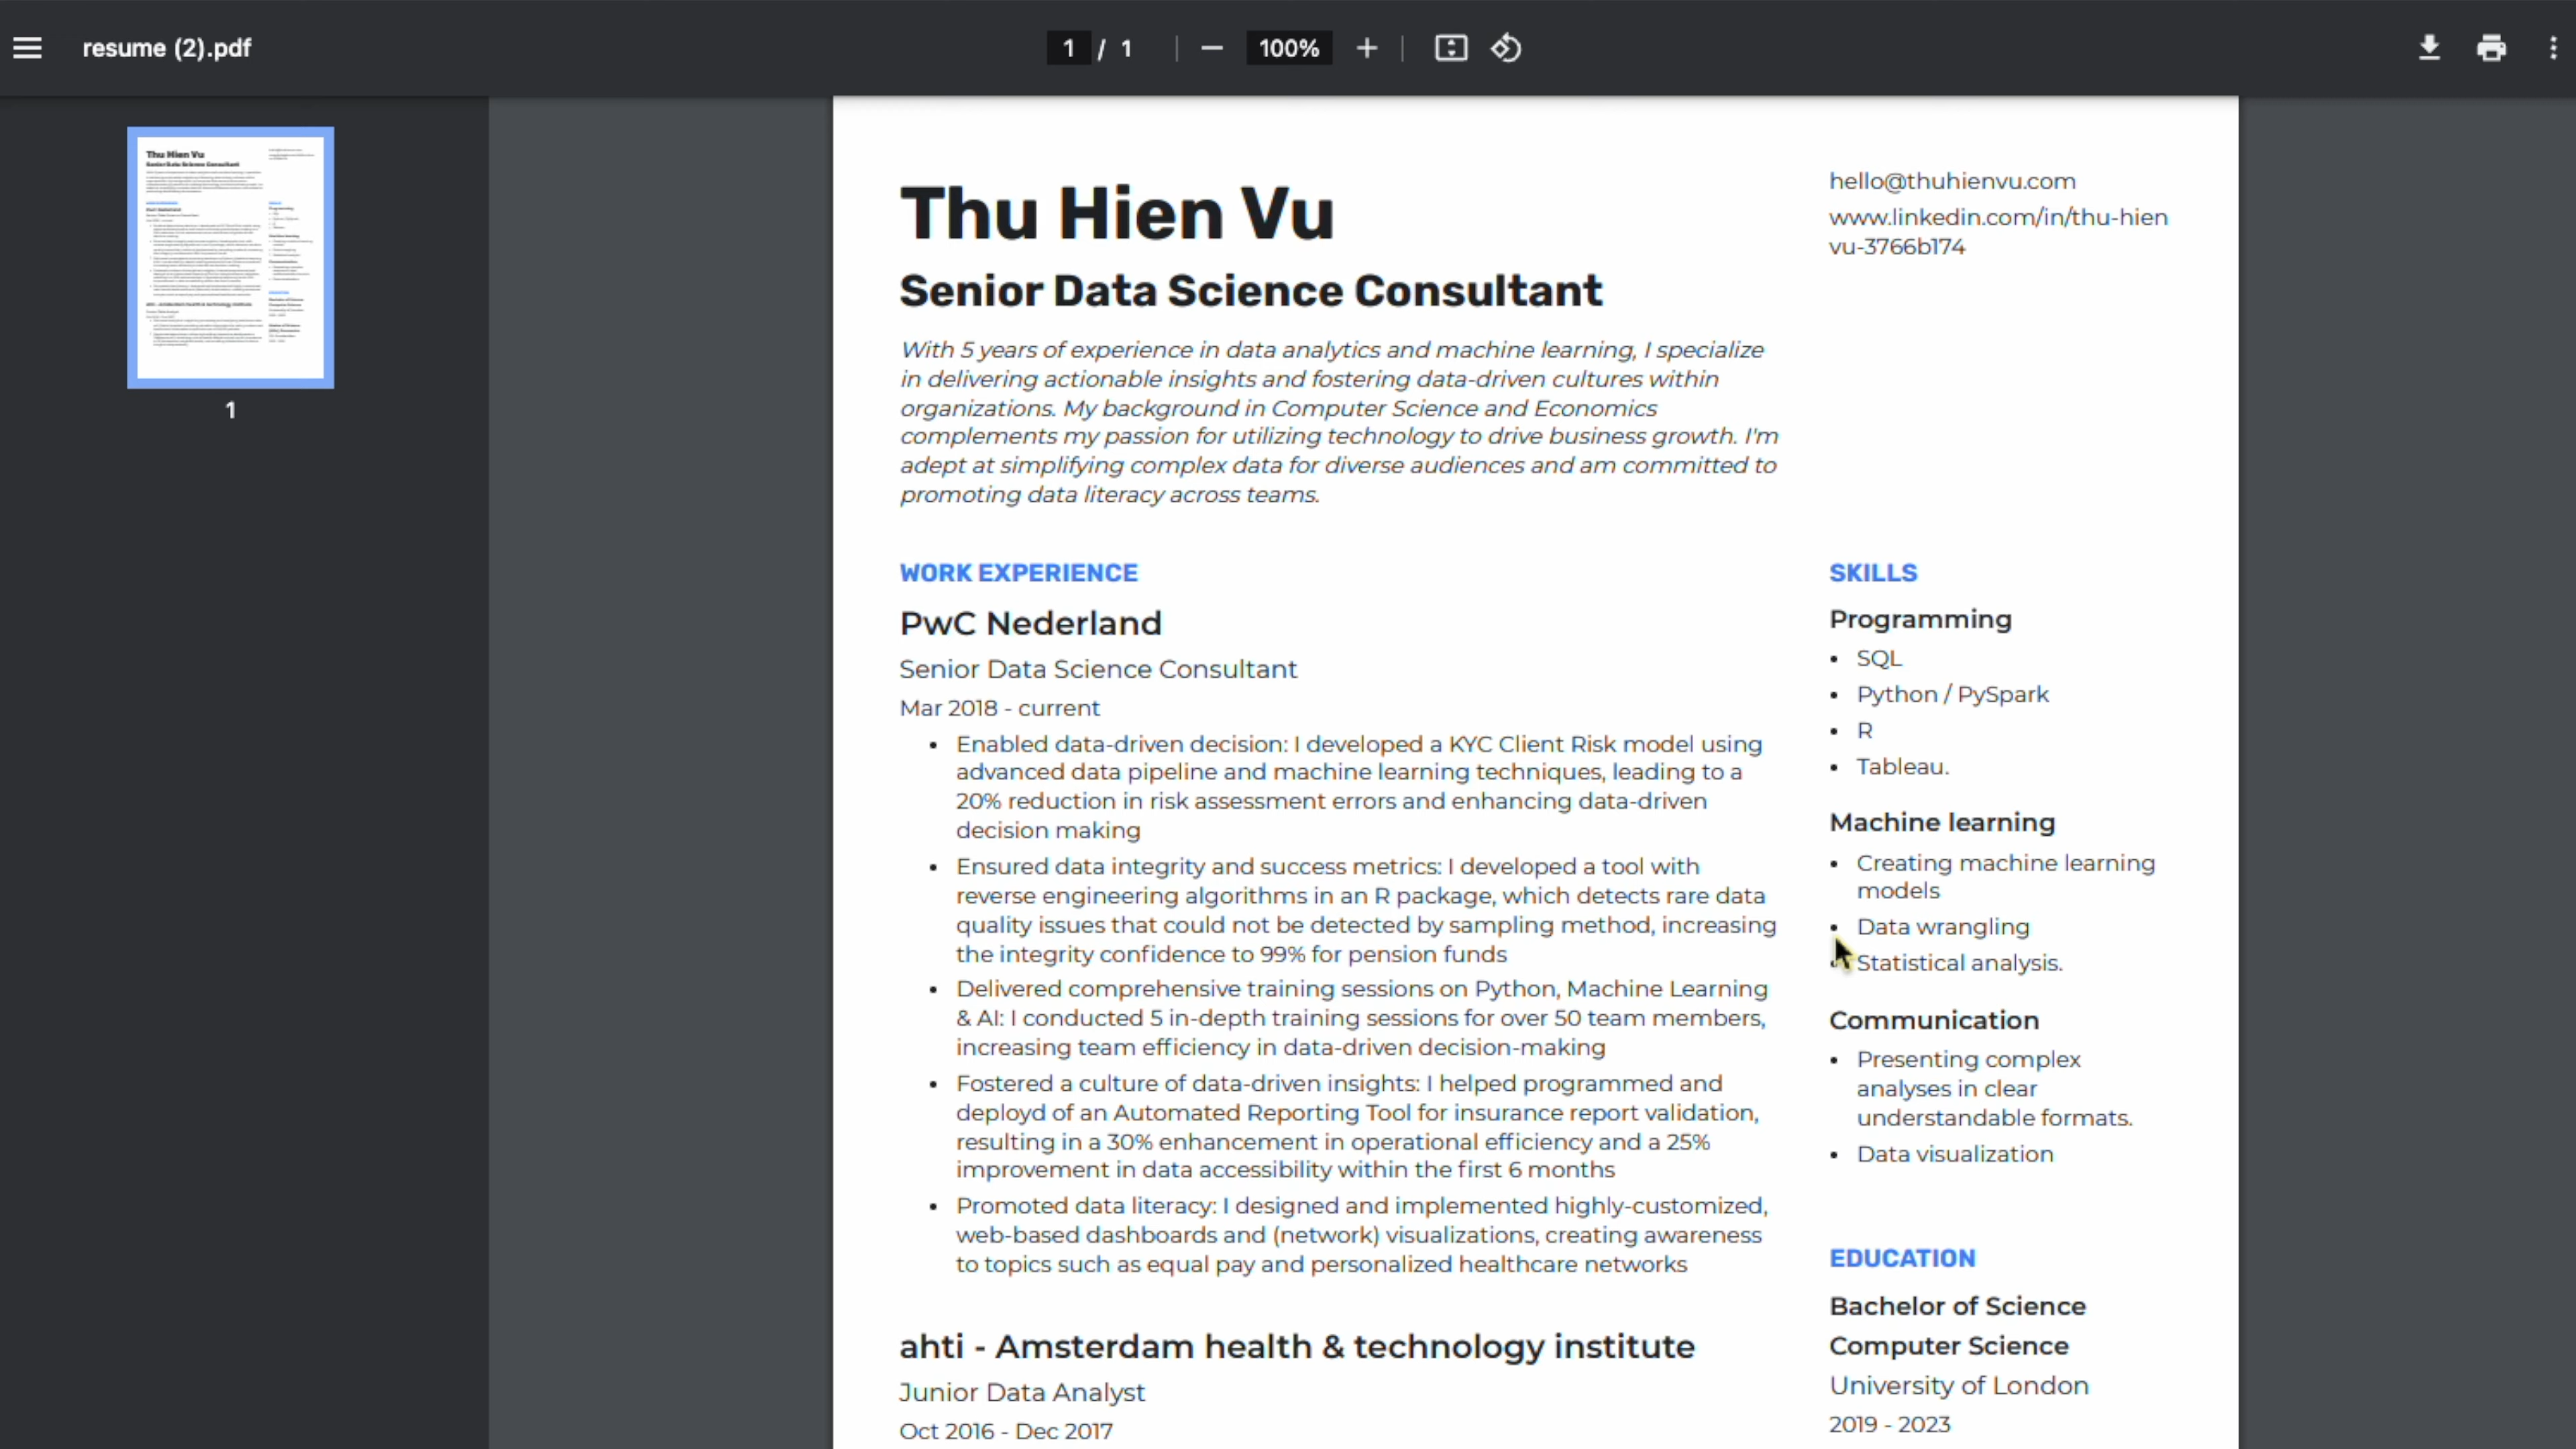 resume (2).pdf
1 / 1
100%
1
Thu Hien Vu
Senior Data Science Consultant
With 5 years of experience in data analytics and machine learning, I specialize
in delivering actionable insights and fostering data-driven cultures within
organizations. My background in Computer Science and Economics
complements my passion for utilizing technology to drive business growth. I'm
adept at simplifying complex data for diverse audiences and am committed to
promoting data literacy across teams.
hello@thuhienvu.com
www.linkedin.com/in/thu-hien
vu-3766b174
WORK EXPERIENCE
PwC Nederland
Senior Data Science Consultant
Mar 2018 - current
• Enabled data-driven decision: I developed a KYC Client Risk model using
advanced data pipeline and machine learning techniques, leading to a
20% reduction in risk assessment errors and enhancing data-driven
decision making
• Ensured data integrity and success metrics: I developed a tool with
reverse engineering algorithms in an R package, which detects rare data
quality issues that could not be detected by sampling method, increasing
the integrity confidence to 99% for pension funds
• Delivered comprehensive training sessions on Python, Machine Learning
& AI: I conducted 5 in-depth training sessions for over 50 team members,
increasing team efficiency in data-driven decision-making
• Fostered a culture of data-driven insights: I helped programmed and
deployd of an Automated Reporting Tool for insurance report validation,
resulting in a 30% enhancement in operational efficiency and a 25%
improvement in data accessibility within the first 6 months
• Promoted data literacy: I designed and implemented highly-customized,
web-based dashboards and (network) visualizations, creating awareness
to topics such as equal pay and personalized healthcare networks
ahti - Amsterdam health & technology institute
Junior Data Analyst
Oct 2016 - Dec 2017
SKILLS
Programming
• SQL
• Python / PySpark
• R
• Tableau.
Machine learning
• Creating machine learning
models
• Data wrangling
• Statistical analysis.
Communication
• Presenting complex
analyses in clear
understandable formats.
• Data visualization
EDUCATION
Bachelor of Science
Computer Science
University of London
2019 - 2023